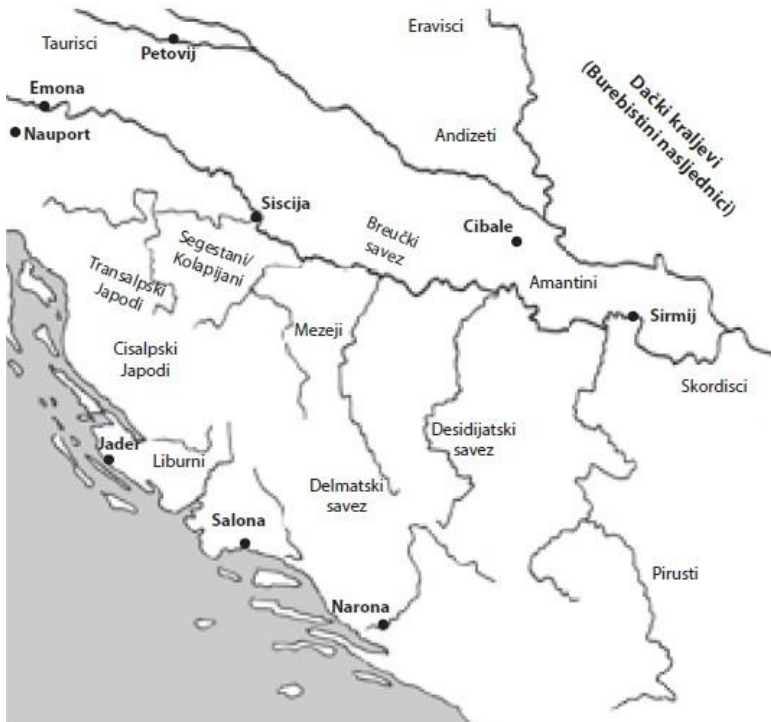 Eravisci
Taurisci
Petovij
Dački kraljevi
(Burebistini nasljednici)
Emona
Nauport
Andizeti
Siscija
Segestani/
Kolapijani
Breučki
savez
Cibale
Transalpski
Japodi
Amantini
Sirmij
Mezeji
Cisalpski
Japodi
Skordisci
Desidijatski
savez
Jader
Liburni
Delmatski
savez
Salona
Pirusti
Narona